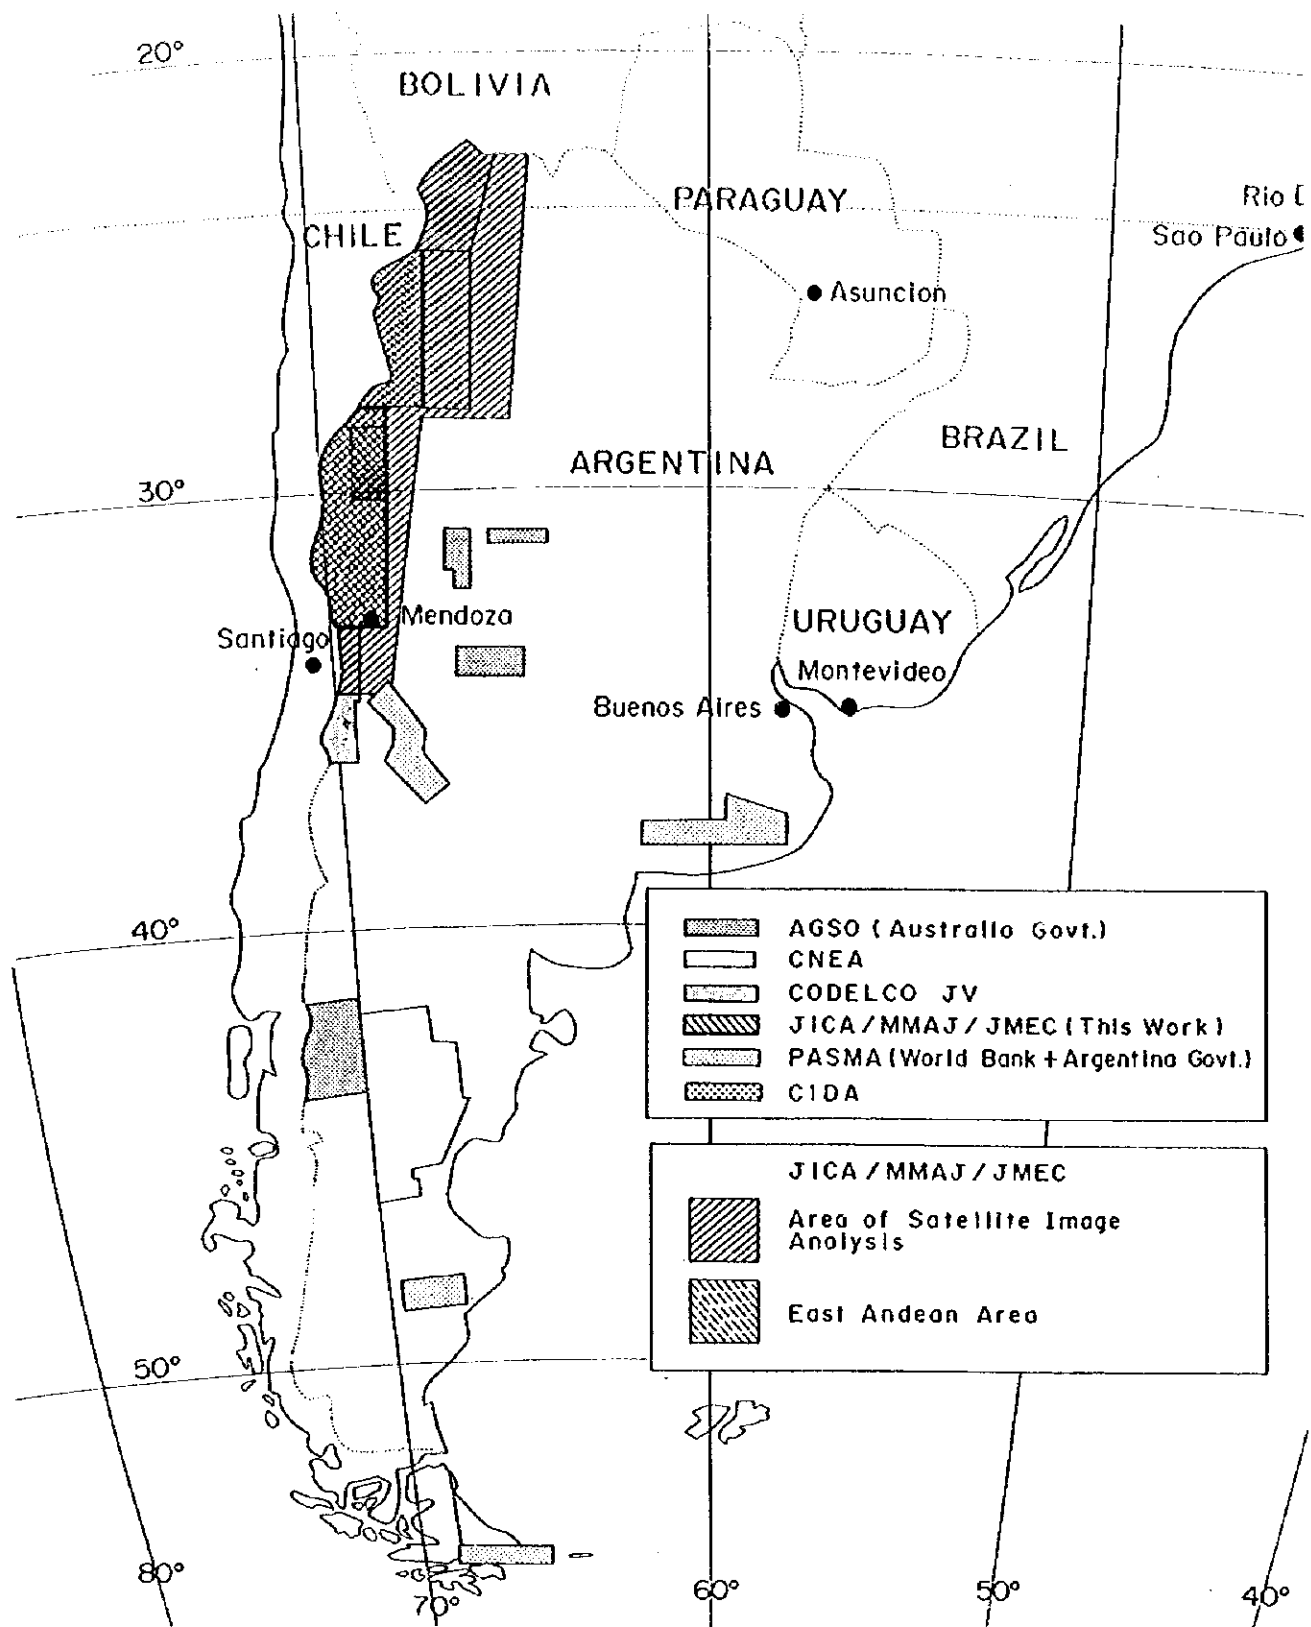 20°
BOLIVIA
PARAGUAY
Rio D
CHILE
Sao Paulo
Asuncion
BRAZIL
ARGENTINA
30°
Mendoza
URUGUAY
Santiago
Montevideo
Buenos Aires
40°
AGSO (Australlo Govt.)
CNEA
CODELCO JV
JICA/MMAJ/JMEC (This Work)
PASMA (World Bank + Argentina Govt.)
CIDA
JICA/MMAJ/JMEC
Area of Satellite Image
Analysis
East Andean Area
50°
80°
70°
60°
50°
40°